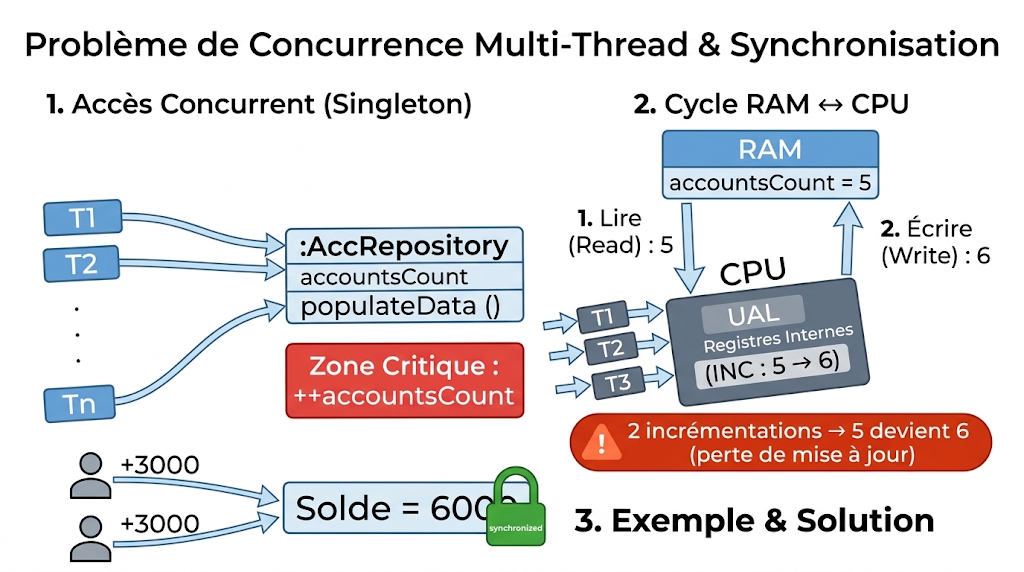 Problème de Concurrence Multi-Thread & Synchronisation
1. Accès Concurrent (Singleton)
T1
T2
.
.
.
Tn
:AccRepository
accountsCount
populateData ()
Zone Critique :
++accountsCount
2. Cycle RAM ↔ CPU
RAM
accountsCount = 5
1. Lire
(Read) : 5
2. Écrire
(Write) : 6
CPU
UAL
Registres Internes
(INC : 5 → 6)
T1
T2
T3
2 incrémentations → 5 devient 6
(perte de mise à jour)
+3000
+3000
Solde = 6000
synchronized
3. Exemple & Solution